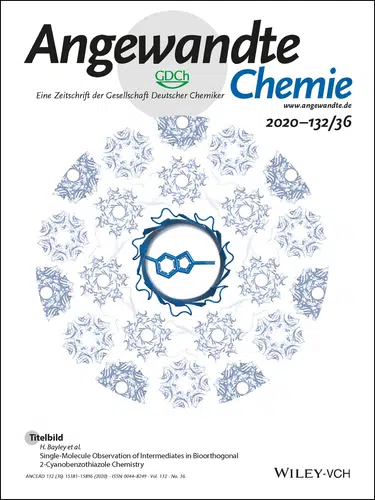 Angewandte
GDCh
Chemie
Eine Zeitschrift der Gesellschaft Deutscher Chemiker
www.angewandte.de
2020–132/36
Titelbild
H. Bayley et al.
Single-Molecule Observation of Intermediates in Bioorthogonal
2-Cyanobenzothiazole Chemistry
ANCEAD 132 (36) 15381–15816 (2020) · ISSN 0044-8249 · Vol. 132 · No. 36
WILEY-VCH